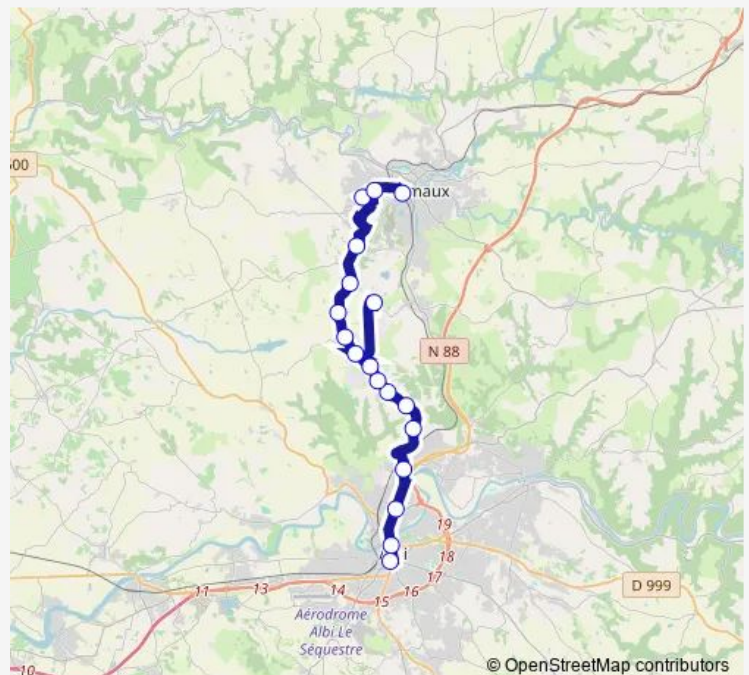 500
maux
N 88
19
i
18
17
16
15
14
13
11
10
D 999
Aérodrome
Albi Le
Séquestre
© OpenStreetMap contributors